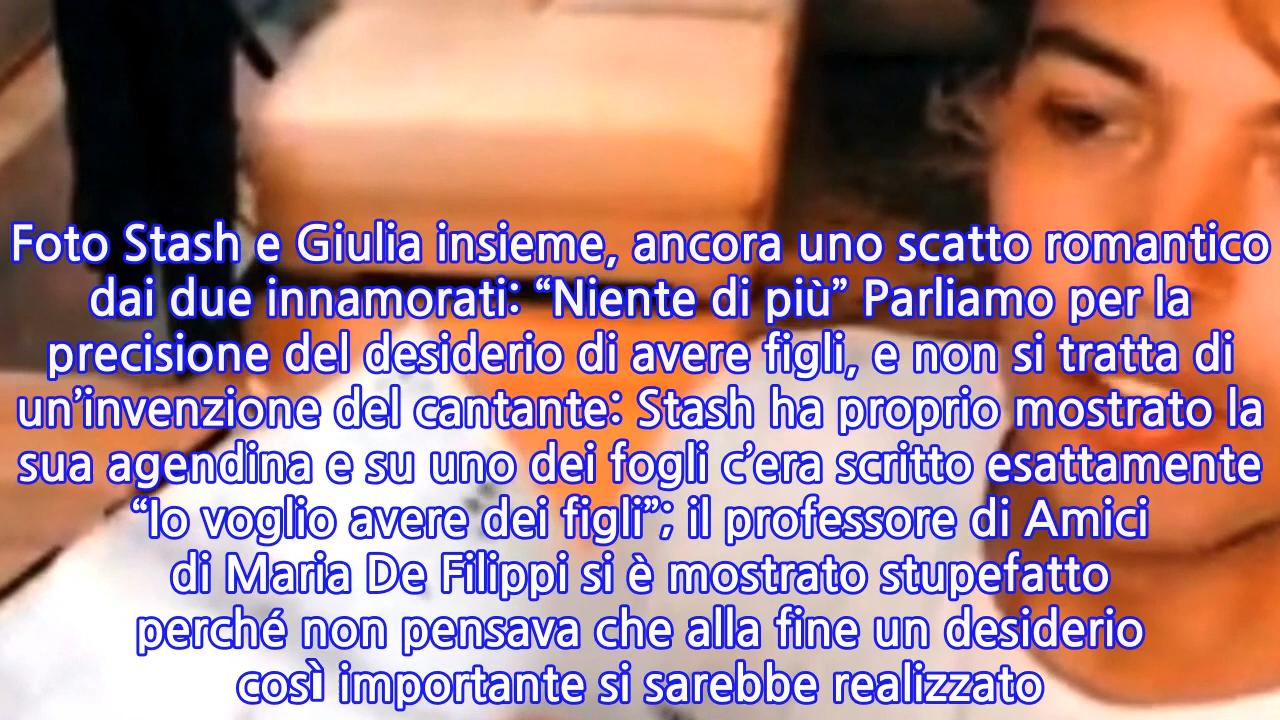 Foto Stash e Giulia insieme, ancora uno scatto romantico
dai due innamorati: “Niente di più” Parliamo per la
precisione del desiderio di avere figli, e non si tratta di
un’invenzione del cantante: Stash ha proprio mostrato la
sua agendina e su uno dei fogli c’era scritto esattamente
“Io voglio avere dei figli”; il professore di Amici
di Maria De Filippi si è mostrato stupefatto
perché non pensava che alla fine un desiderio
così importante si sarebbe realizzato